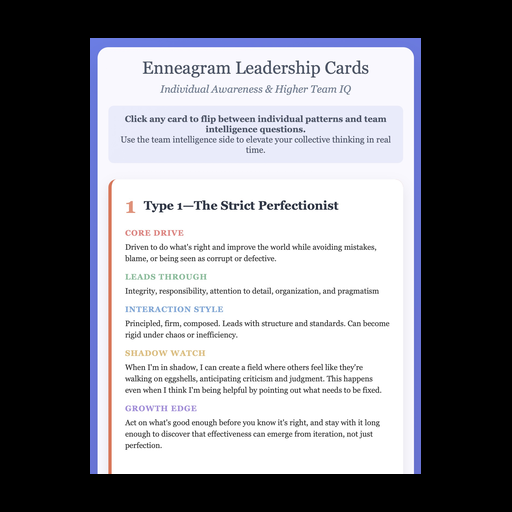 Enneagram Leadership Cards
Individual Awareness & Higher Team IQ
Click any card to flip between individual patterns and team
intelligence questions.
Use the team intelligence side to elevate your collective thinking in real
time.
1 Type 1—The Strict Perfectionist
CORE DRIVE
Driven to do what's right and improve the world while avoiding mistakes,
blame, or being seen as corrupt or defective.
LEADS THROUGH
Integrity, responsibility, attention to detail, organization, and pragmatism
INTERACTION STYLE
Principled, firm, composed. Leads with structure and standards. Can become
rigid under chaos or inefficiency.
SHADOW WATCH
When I'm in shadow, I can create a field where others feel like they're
walking on eggshells, anticipating criticism and judgment. This happens
even when I think I'm being helpful by pointing out what needs to be fixed.
GROWTH EDGE
Act on what's good enough before you know it's right, and stay with it long
enough to discover that effectiveness can emerge from iteration, not just
perfection.